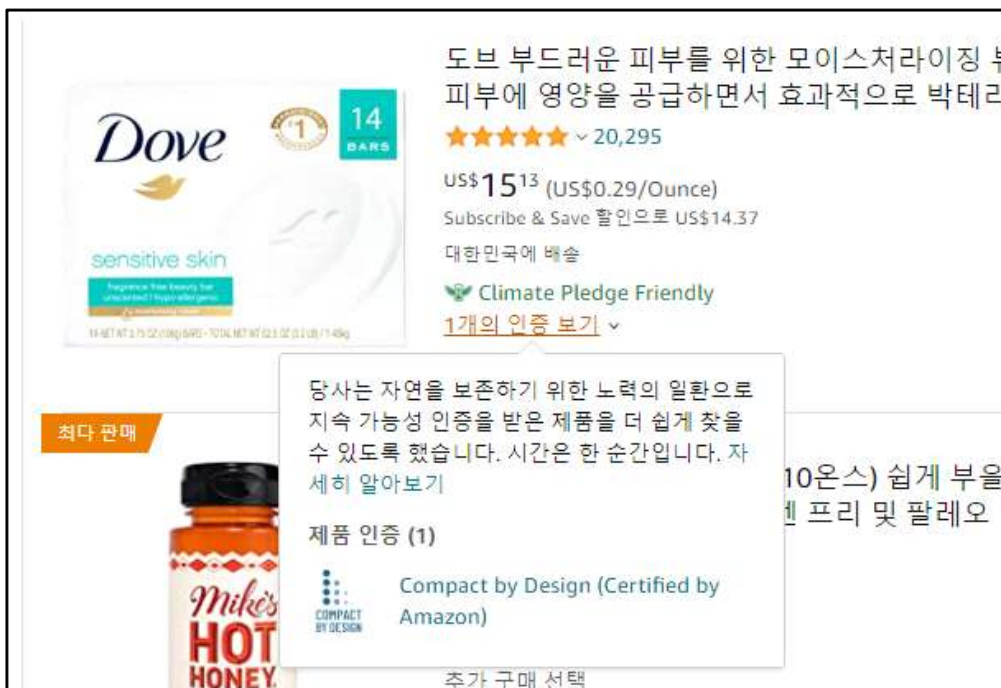 도브 부드러운 피부를 위한 모이스처라이징
피부에 영양을 공급하면서 효과적으로 박테리
20,295
US$15¹³ (US$0.29/Ounce)
Subscribe & Save 할인으로 US$14.37
대한민국에 배송
Climate Pledge Friendly
1개의 인증 보기
Dove
#1
14
BARS
sensitive skin
fragrance free beauty bar
unscented / hypoallergenic
당사는 자연을 보존하기 위한 노력의 일환으로
지속 가능성 인증을 받은 제품을 더 쉽게 찾을
수 있도록 했습니다. 시간은 한 순간입니다. 자
세히 알아보기
제품 인증 (1)
COMPACT
BY DESIGN
Compact by Design (Certified by
Amazon)
최다 판매
10온스) 쉽게 부을
프리 및 팔레오
Mike's
HOT
HONEY
추가 구매 선택